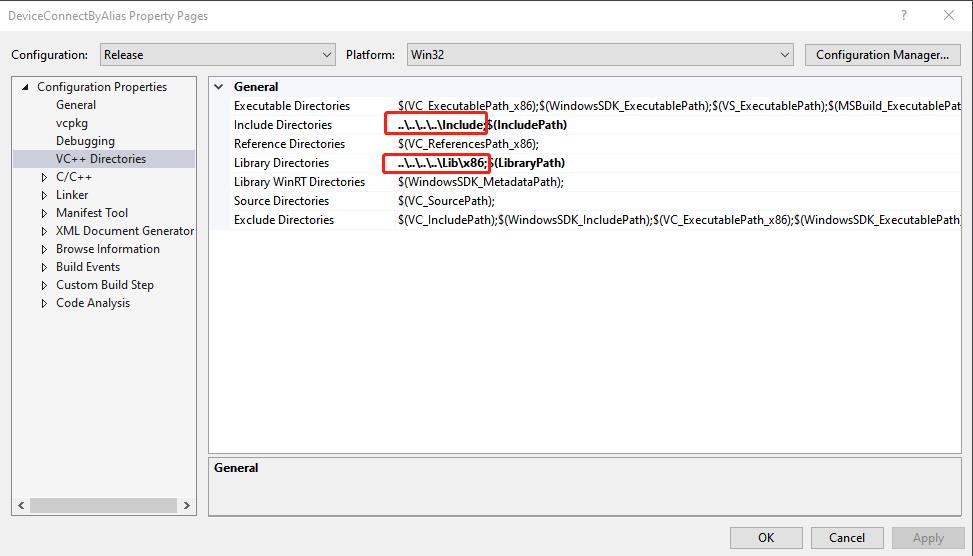 DeviceConnectByAlias Property Pages
Configuration: Release Platform: Win32 Configuration Manager...
Configuration Properties
General
vcpkg
Debugging
VC++ Directories
C/C++
Linker
Manifest Tool
XML Document Generator
Browse Information
Build Events
Custom Build Step
Code Analysis
General
Executable Directories $(VC_ExecutablePath_x86);$(WindowsSDK_ExecutablePath);$(VS_ExecutablePath);$(MSBuild_ExecutablePat
Include Directories ..\..\..\..\Include;$(IncludePath)
Reference Directories $(VC_ReferencesPath_x86);
Library Directories ..\..\..\..\Lib\x86;$(LibraryPath)
Library WinRT Directories $(WindowsSDK_MetadataPath);
Source Directories $(VC_SourcePath);
Exclude Directories $(VC_IncludePath);$(WindowsSDK_IncludePath);$(VC_ExecutablePath_x86);$(WindowsSDK_ExecutablePath)
General
OK Cancel Apply